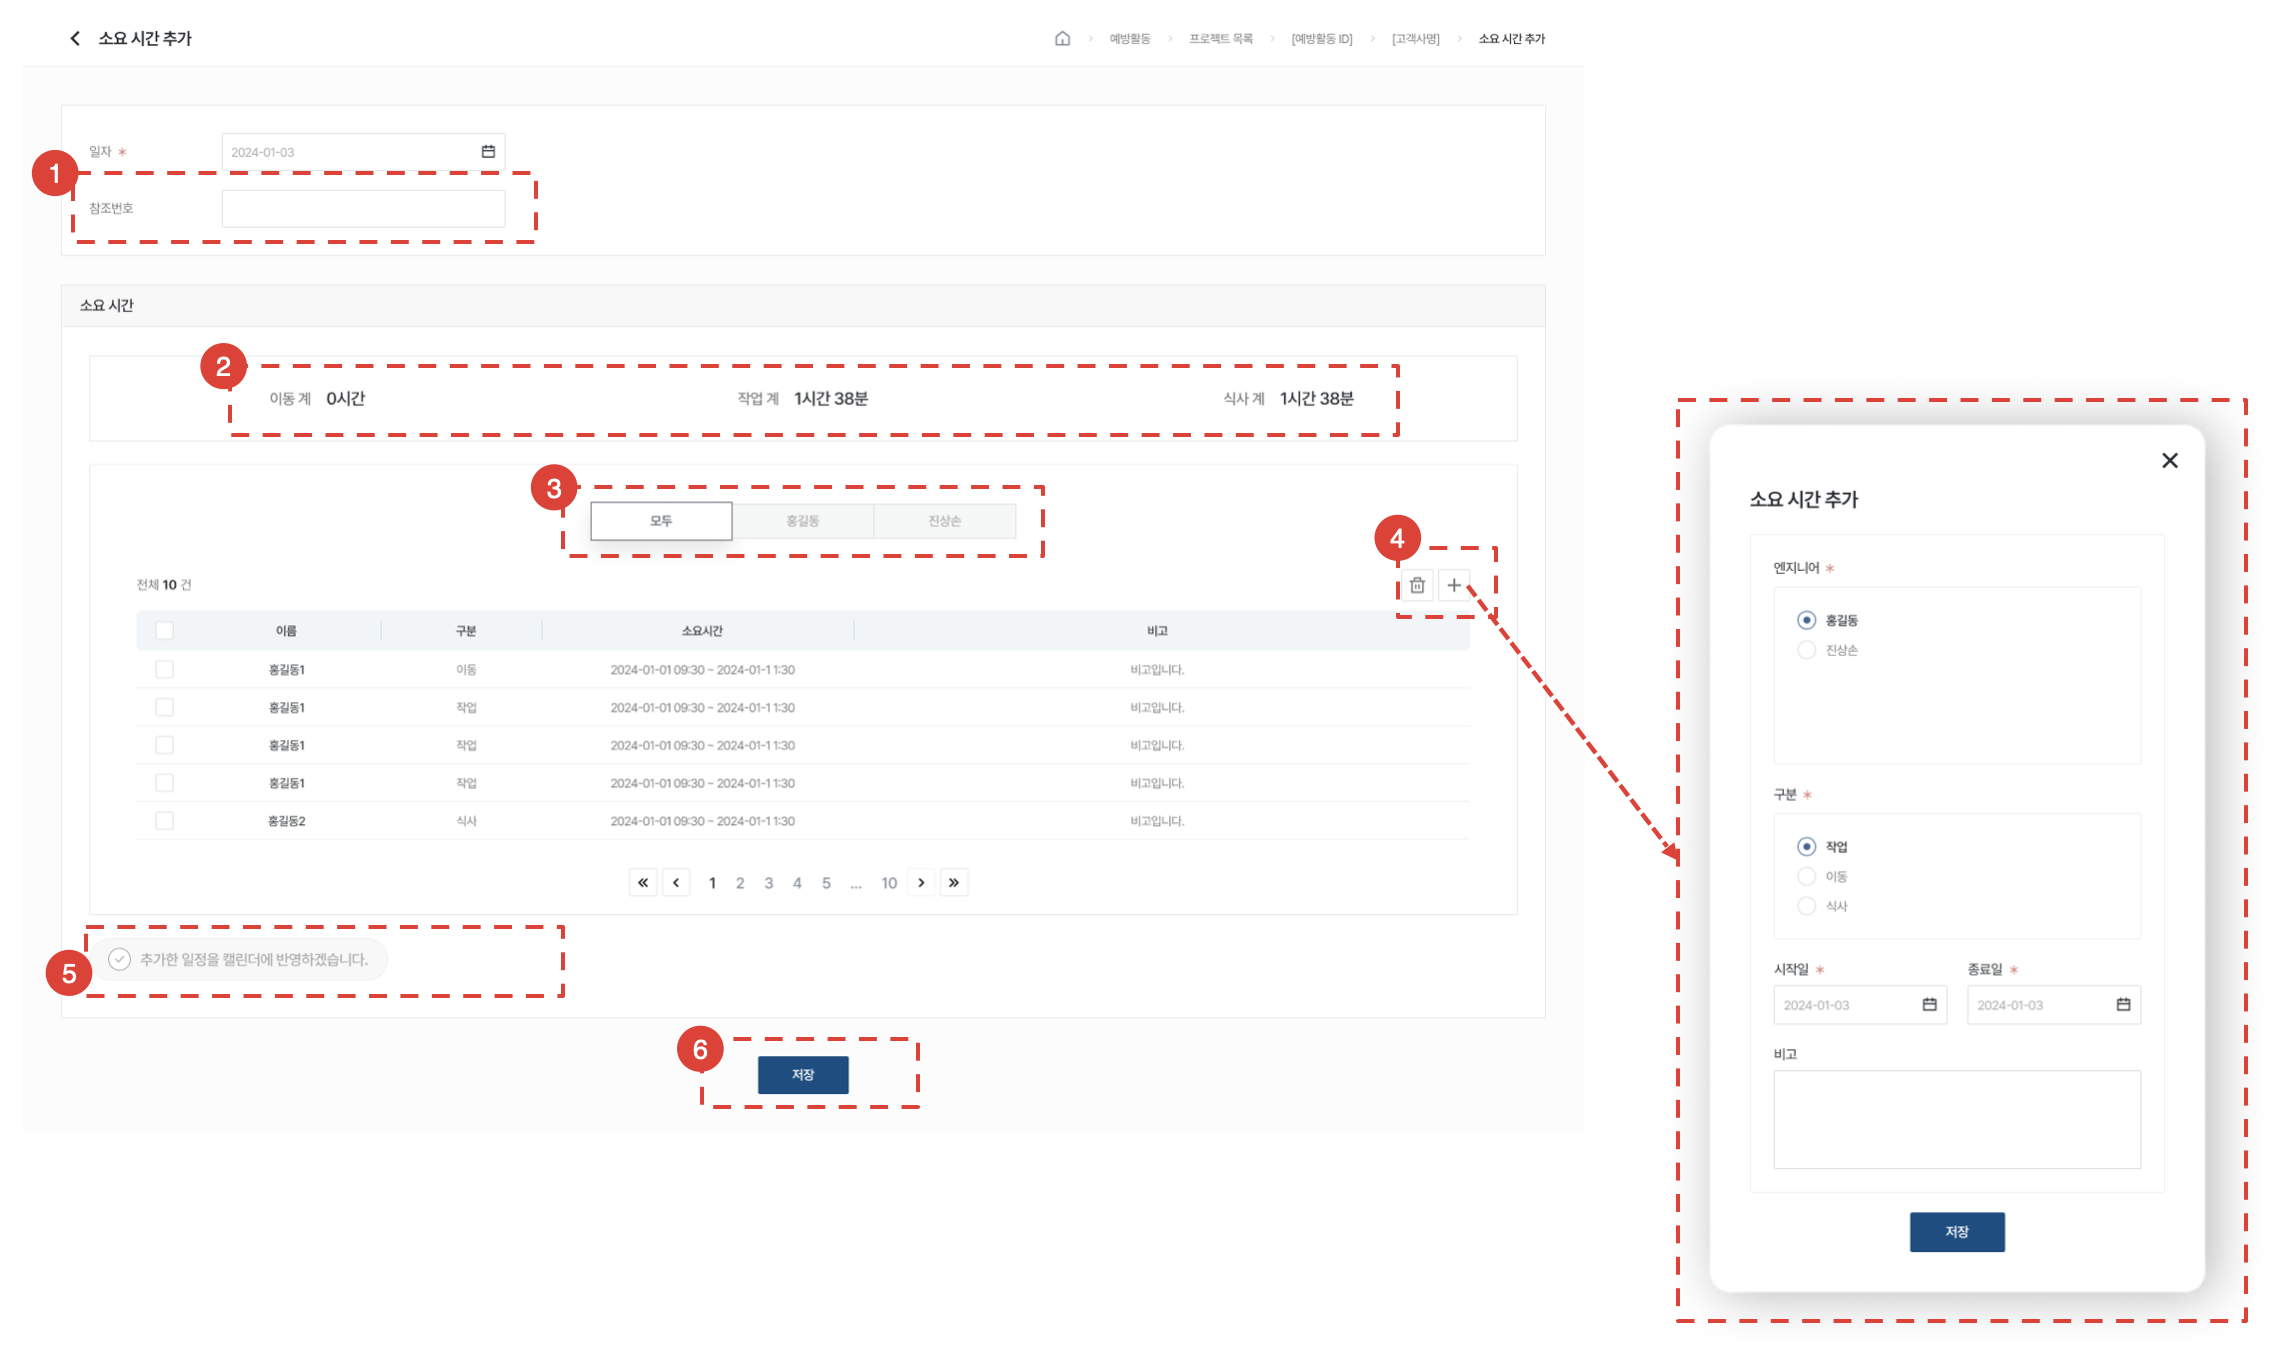 소요 시간 추가
예방활동 > 프로젝트 목록 > [예방활동 ID] > [고객사명] > 소요 시간 추가
일자 *
2024-01-03
1
참조번호
소요 시간
2
이동 계 0시간
작업 계 1시간 38분
식사 계 1시간 38분
3
모두 홍길동 진상손
4
전체 10 건
이름 구분 소요시간 비고
홍길동1 이동 2024-01-01 09:30 ~ 2024-01-1 1:30 비고입니다.
홍길동1 작업 2024-01-01 09:30 ~ 2024-01-1 1:30 비고입니다.
홍길동1 작업 2024-01-01 09:30 ~ 2024-01-1 1:30 비고입니다.
홍길동1 작업 2024-01-01 09:30 ~ 2024-01-1 1:30 비고입니다.
홍길동2 식사 2024-01-01 09:30 ~ 2024-01-1 1:30 비고입니다.
« ‹ 1 2 3 4 5 ... 10 › »
5
추가한 일정을 캘린더에 반영하겠습니다.
6
저장
소요 시간 추가
엔지니어 *
홍길동
진상손
구분 *
작업
이동
식사
시작일 * 종료일 *
2024-01-03 2024-01-03
비고
저장